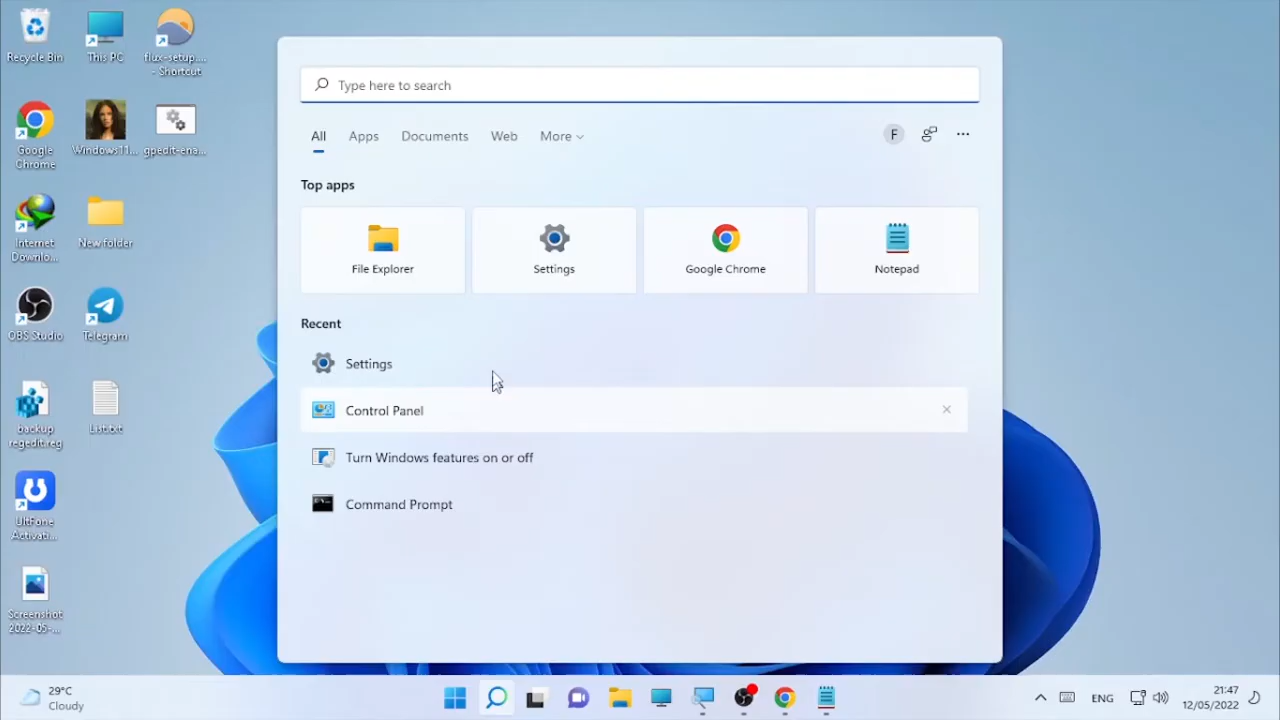 Recycle Bin
This PC
flux-setup....
- Shortcut
Google
Chrome
Windows11...
gpedit-ena...
Internet
Downlo...
New folder
OBS Studio
Telegram
backup
regedit.reg
List.txt
UltFone
Activati...
Screenshot
2022-05-...
Type here to search
All
Apps
Documents
Web
More
F
Top apps
File Explorer
Settings
Google Chrome
Notepad
Recent
Settings
Control Panel
Turn Windows features on or off
Command Prompt
29°C
Cloudy
ENG
21:47
12/05/2022